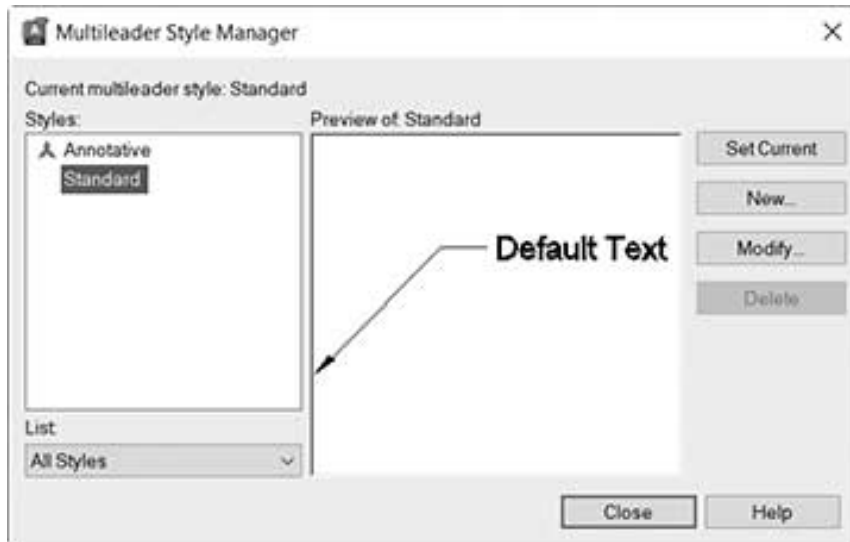 Multileader Style Manager
Current multileader style: Standard
Styles:
Preview of: Standard
Annotative
Standard
Default Text
Set Current
New...
Modify...
Delete
List:
All Styles
Close
Help